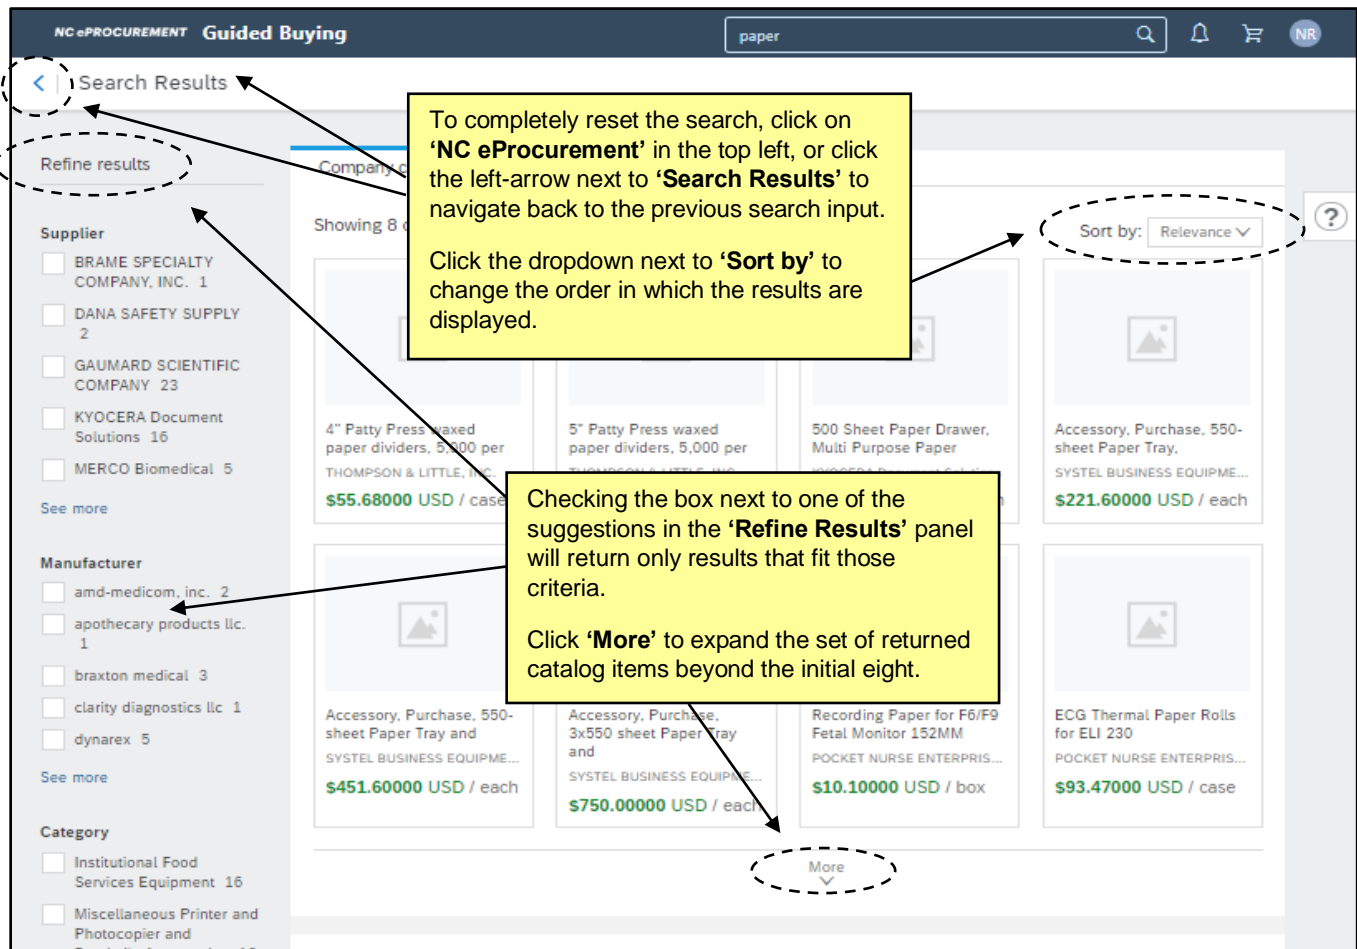 NC ePROCUREMENT Guided Buying
paper
NR
Search Results
Refine results
Supplier
BRAME SPECIALTY
COMPANY, INC. 1
DANA SAFETY SUPPLY
2
GAUMARD SCIENTIFIC
COMPANY 23
KYOCERA Document
Solutions 16
MERCO Biomedical 5
See more
Manufacturer
amd-medicom, inc. 2
apothecary products llc.
1
braxton medical 3
clarity diagnostics llc 1
dynarex 5
See more
Category
Institutional Food
Services Equipment 16
Miscellaneous Printer and
Photocopier and
To completely reset the search, click on
‘NC eProcurement’ in the top left, or click
the left-arrow next to ‘Search Results’ to
navigate back to the previous search input.
Click the dropdown next to ‘Sort by’ to
change the order in which the results are
displayed.
Company
Showing 8
Sort by: Relevance
?
4" Patty Press waxed
paper dividers, 5,000 per
THOMPSON & LITTLE, INC.
$55.68000 USD / case
5" Patty Press waxed
paper dividers, 5,000 per
THOMPSON & LITTLE, INC.
500 Sheet Paper Drawer,
Multi Purpose Paper
KYOCERA Document Solutions
Accessory, Purchase, 550-
sheet Paper Tray,
SYSTEL BUSINESS EQUIPME...
$221.60000 USD / each
Checking the box next to one of the
suggestions in the ‘Refine Results’ panel
will return only results that fit those
criteria.
Click ‘More’ to expand the set of returned
catalog items beyond the initial eight.
Accessory, Purchase, 550-
sheet Paper Tray and
SYSTEL BUSINESS EQUIPME...
$451.60000 USD / each
Accessory, Purchase,
3x550 sheet Paper Tray
and
SYSTEL BUSINESS EQUIPME...
$750.00000 USD / each
Recording Paper for F6/F9
Fetal Monitor 152MM
POCKET NURSE ENTERPRIS...
$10.10000 USD / box
ECG Thermal Paper Rolls
for ELI 230
POCKET NURSE ENTERPRIS...
$93.47000 USD / case
More